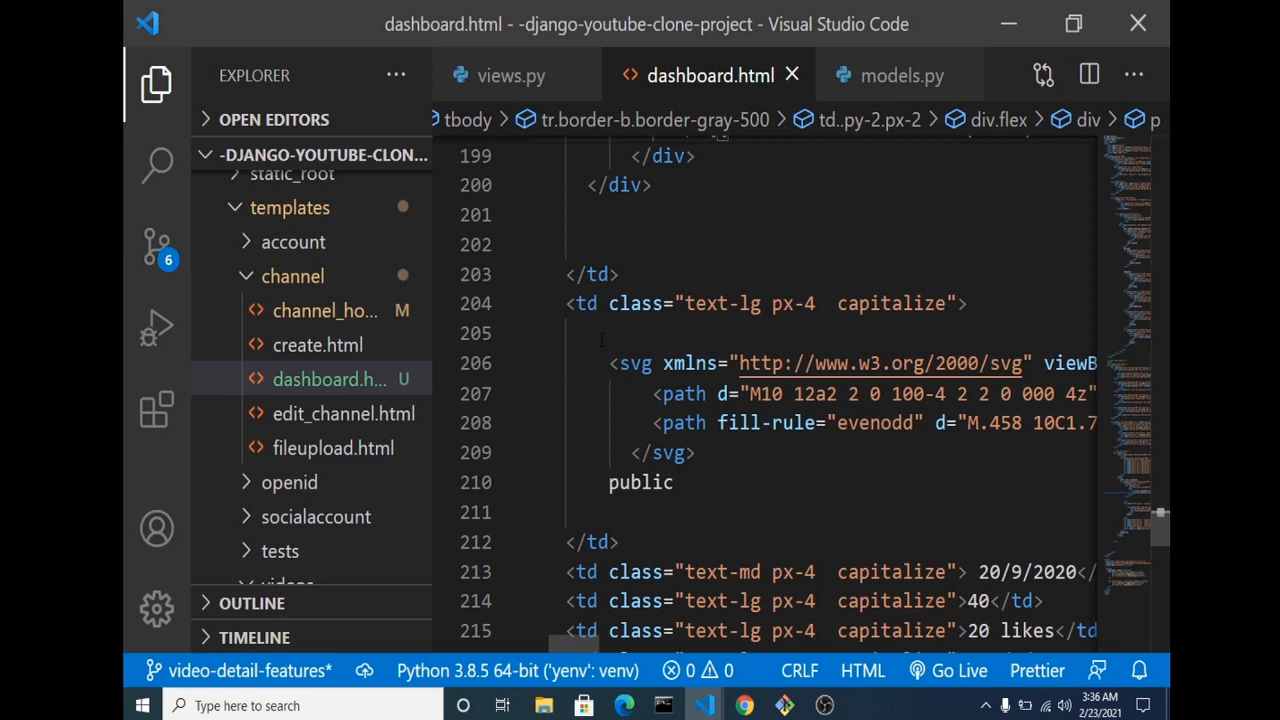 dashboard.html - -django-youtube-clone-project - Visual Studio Code
EXPLORER
views.py
dashboard.html
models.py
OPEN EDITORS
tbody
tr.border-b.border-gray-500
td..py-2.px-2
div.flex
div
p
-DJANGO-YOUTUBE-CLON...
static_root
templates
account
channel
channel_ho... M
create.html
dashboard.h... U
edit_channel.html
fileupload.html
openid
socialaccount
tests
videos
OUTLINE
TIMELINE
199 </div>
200 </div>
201
202
203 </td>
204 <td class="text-lg px-4  capitalize">
205
206 <svg xmlns="http://www.w3.org/2000/svg" viewB
207 <path d="M10 12a2 2 0 100-4 2 2 0 000 4z"
208 <path fill-rule="evenodd" d="M.458 10C1.7
209 </svg>
210 public
211
212 </td>
213 <td class="text-md px-4  capitalize"> 20/9/2020</
214 <td class="text-lg px-4  capitalize">40</td>
215 <td class="text-lg px-4  capitalize">20 likes</td
6
video-detail-features*
Python 3.8.5 64-bit ('yenv': venv)
0
0
CRLF
HTML
Go Live
Prettier
Type here to search
3:36 AM
2/23/2021